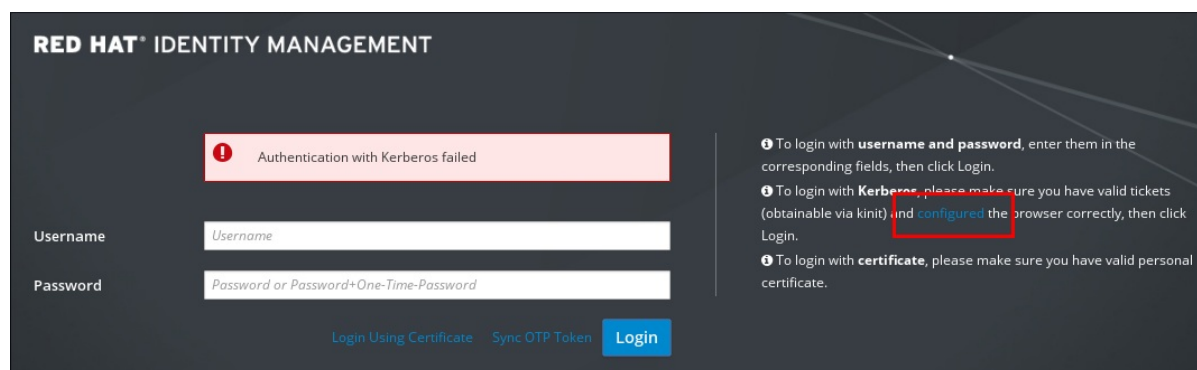 RED HAT® IDENTITY MANAGEMENT
Authentication with Kerberos failed
Username
Username
Password
Password or Password+One-Time-Password
Login Using Certificate Sync OTP Token Login
To login with username and password, enter them in the
corresponding fields, then click Login.
To login with Kerberos, please make sure you have valid tickets
(obtainable via kinit) and configured the browser correctly, then click
Login.
To login with certificate, please make sure you have valid personal
certificate.